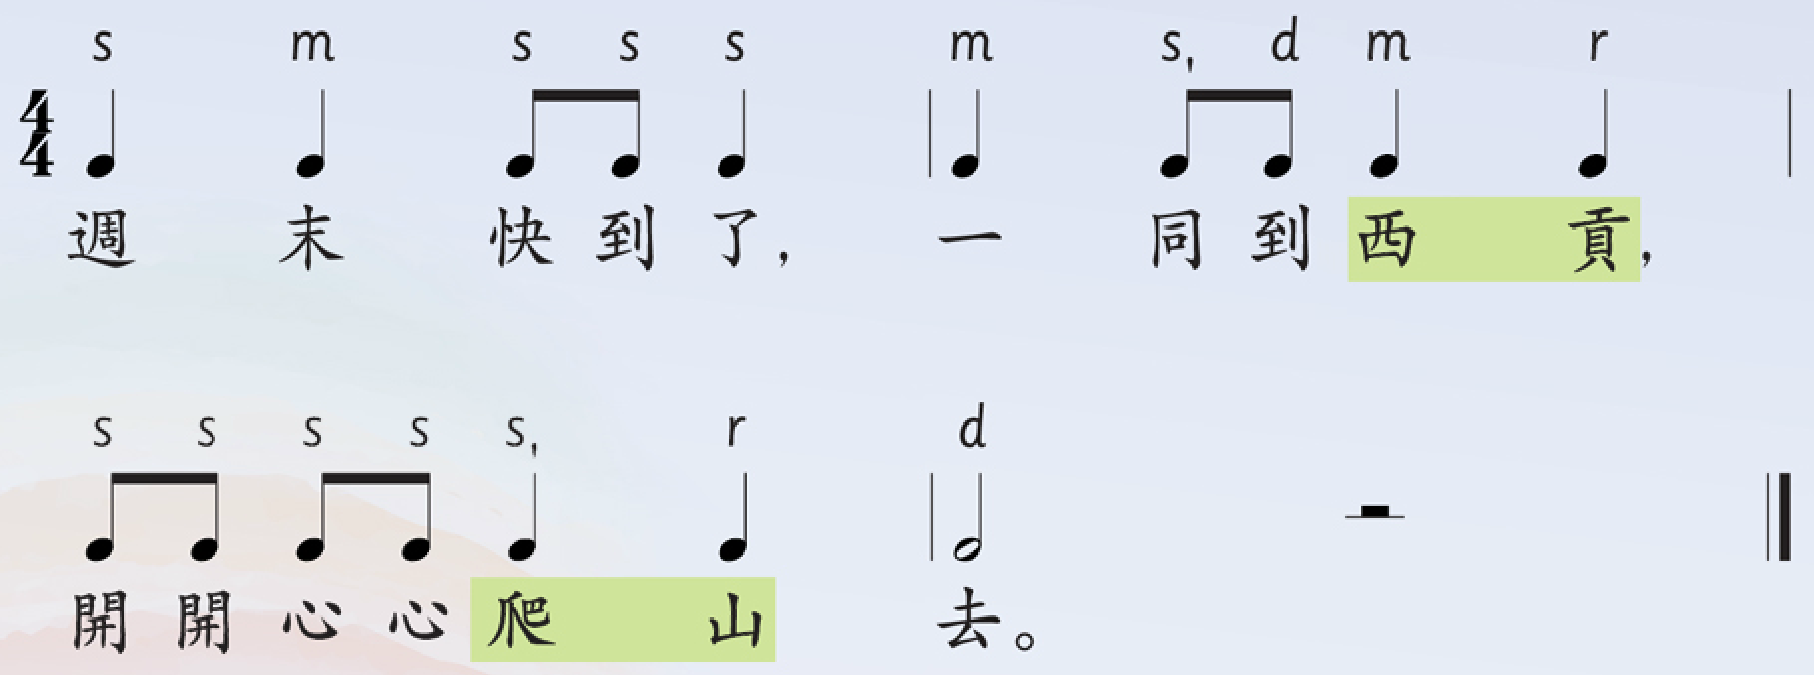 s m s s s m s, d m r
4
4
週 末 快 到 了, 一 同 到 西 貢,
s s s s s, r d
開 開 心 心 爬 山 去。